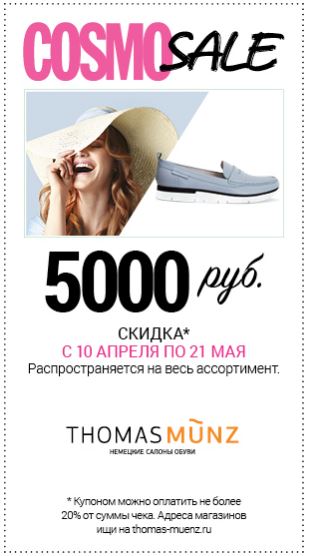 COSMO SALE
5000 руб.
СКИДКА*
С 10 АПРЕЛЯ ПО 21 МАЯ
Распространяется на весь ассортимент.
THOMAS MÜNZ
НЕМЕЦКИЕ САЛОНЫ ОБУВИ
* Купоном можно оплатить не более
20% от суммы чека. Адреса магазинов
ищи на thomas-muenz.ru